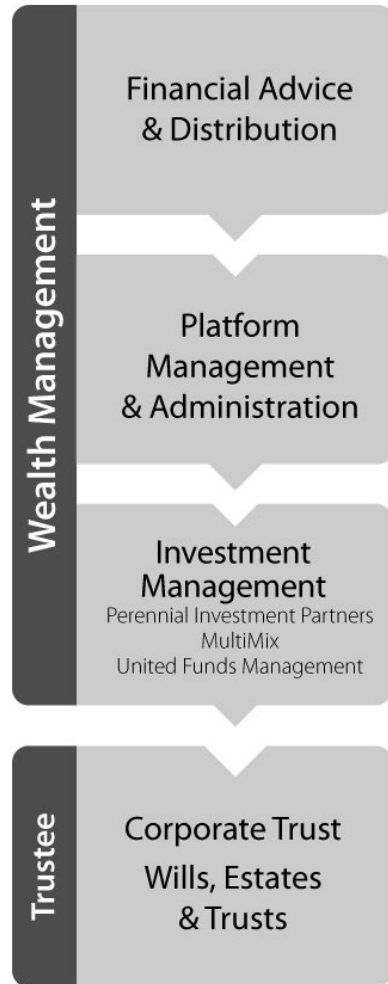 Wealth Management
Financial Advice
& Distribution
Platform
Management
& Administration
Investment
Management
Perennial Investment Partners
MultiMix
United Funds Management
Trustee
Corporate Trust
Wills, Estates
& Trusts